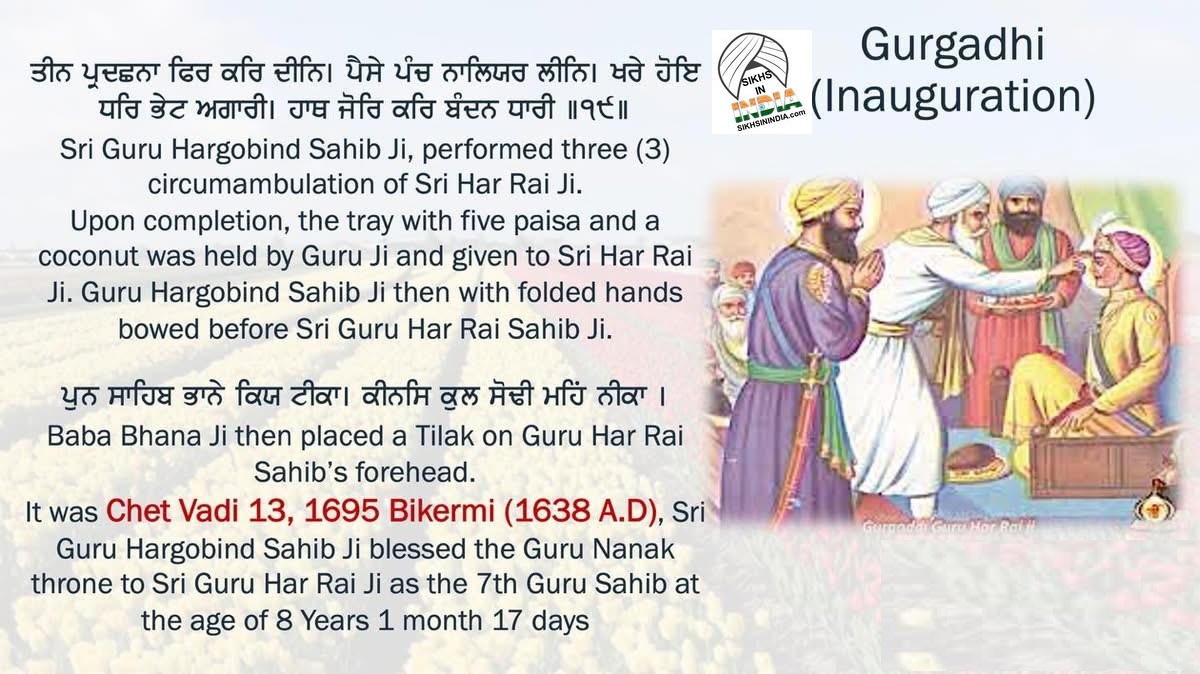 ਤੀਨ ਪ੍ਰਦਛਨਾ ਫਿਰ ਕਰਿ ਦੀਨਿ। ਪੈਸੇ ਪੰਚ ਨਾਲਿਯਰ ਲੀਨਿ। ਖਰੇ ਹੋਇ
ਧਰਿ ਭੇਟ ਅਗਾਰੀ। ਹਾਥ ਜੋਰਿ ਕਰਿ ਬੰਦਨ ਧਾਰੀ ॥੧੯॥
Sri Guru Hargobind Sahib Ji, performed three (3)
circumambulation of Sri Har Rai Ji.
Upon completion, the tray with five paisa and a
coconut was held by Guru Ji and given to Sri Har Rai
Ji. Guru Hargobind Sahib Ji then with folded hands
bowed before Sri Guru Har Rai Sahib Ji.
ਪੁਨ ਸਾਹਿਬ ਭਾਨੇ ਕਿਯ ਟੀਕਾ। ਕੀਨਸਿ ਕੁਲ ਸੋਢੀ ਮਹਿਂ ਨੀਕਾ ।
Baba Bhana Ji then placed a Tilak on Guru Har Rai
Sahib’s forehead.
It was Chet Vadi 13, 1695 Bikermi (1638 A.D), Sri
Guru Hargobind Sahib Ji blessed the Guru Nanak
throne to Sri Guru Har Rai Ji as the 7th Guru Sahib at
the age of 8 Years 1 month 17 days
SIKHS
IN
INDIA
SIKHSININDIA.com
Gurgadhi
(Inauguration)
Gurgaddi Guru Har Rai ji